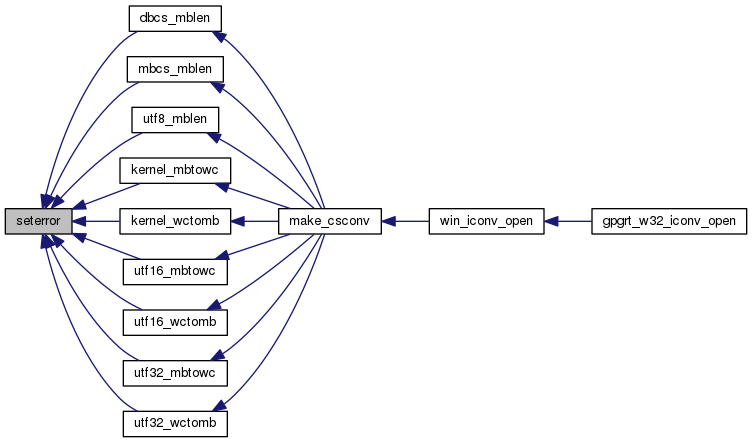 dbcs_mblen
mbcs_mblen
utf8_mblen
kernel_mbtowc
seterror
kernel_wctomb
make_csconv
win_iconv_open
gpgrt_w32_iconv_open
utf16_mbtowc
utf16_wctomb
utf32_mbtowc
utf32_wctomb